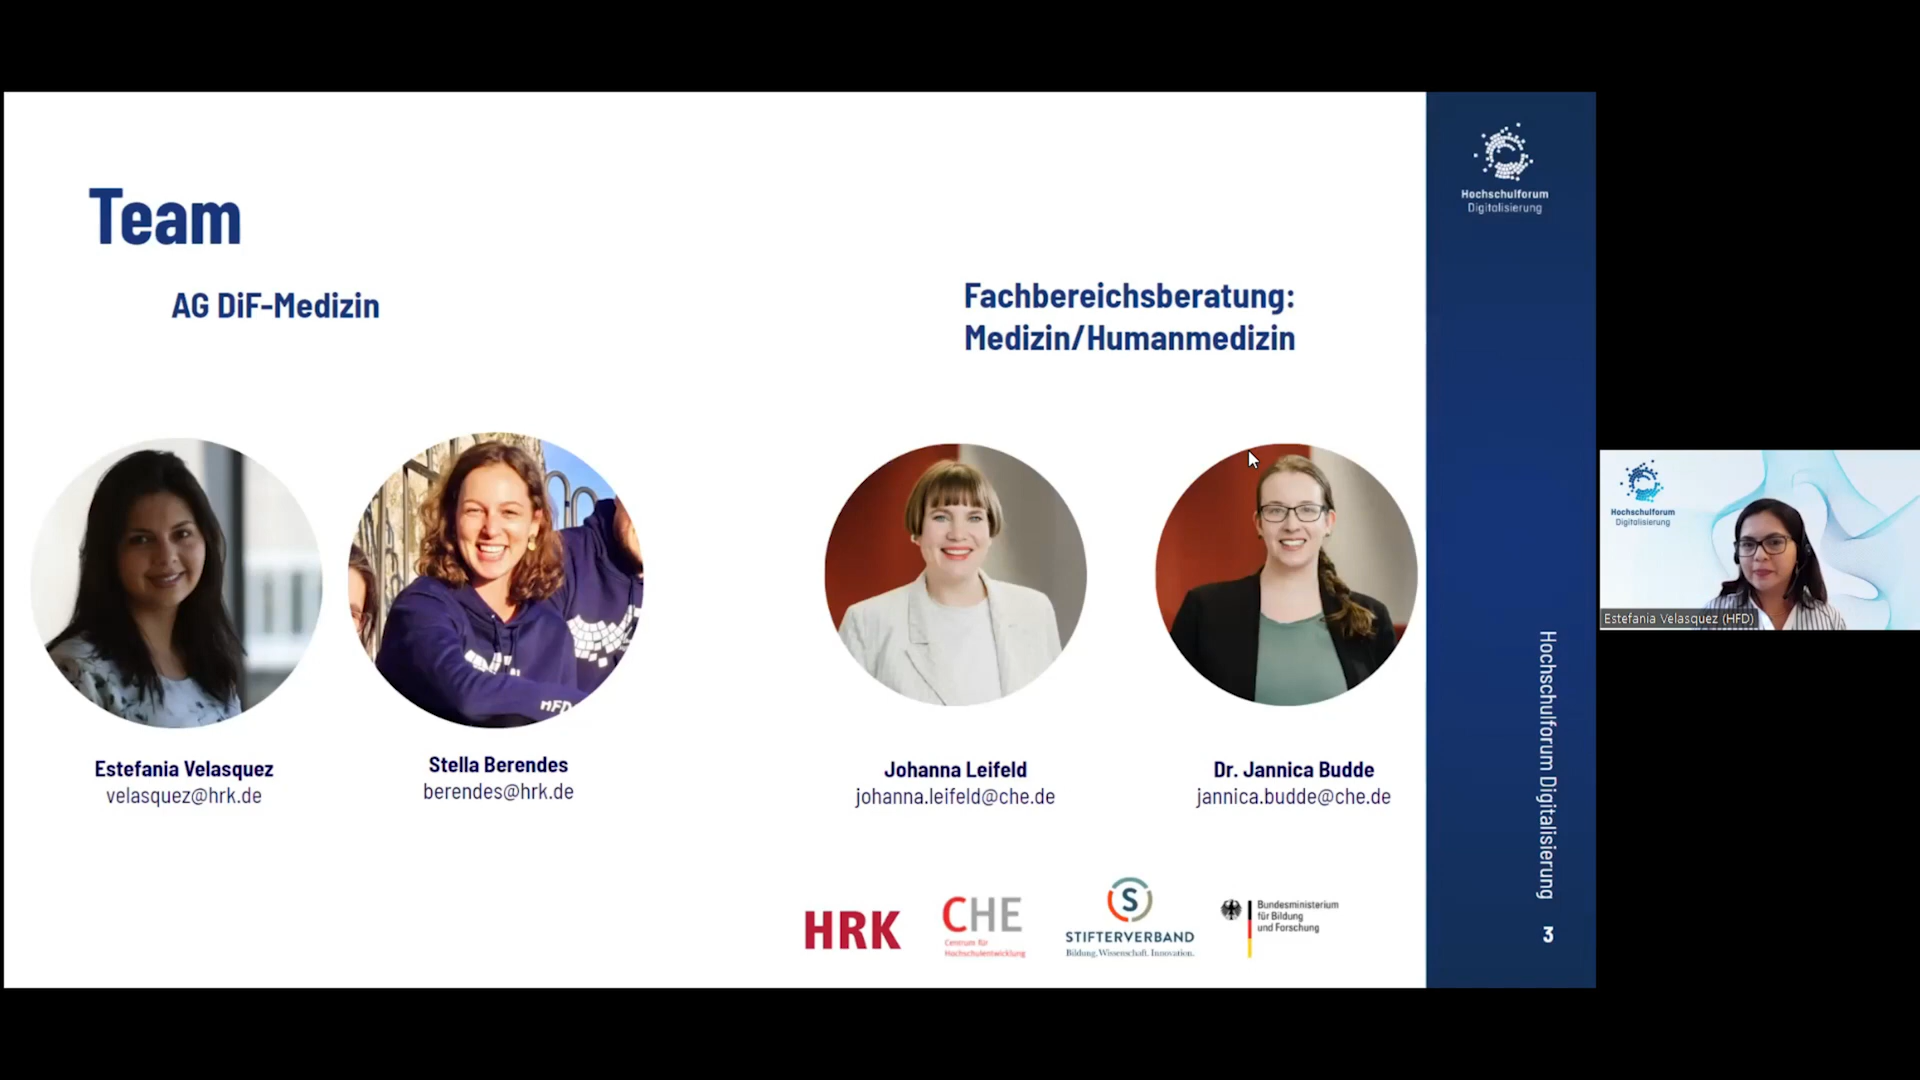 Team
AG DiF-Medizin
Fachbereichsberatung:
Medizin/Humanmedizin
HFD
Estefania Velasquez
velasquez@hrk.de
Stella Berendes
berendes@hrk.de
Johanna Leifeld
johanna.leifeld@che.de
Dr. Jannica Budde
jannica.budde@che.de
HRK
CHE
Centrum für
Hochschulentwicklung
S
STIFTERVERBAND
Bildung. Wissenschaft. Innovation.
Bundesministerium
für Bildung
und Forschung
Hochschulforum
Digitalisierung
Hochschulforum Digitalisierung
3
Hochschulforum
Digitalisierung
Estefania Velasquez (HFD)